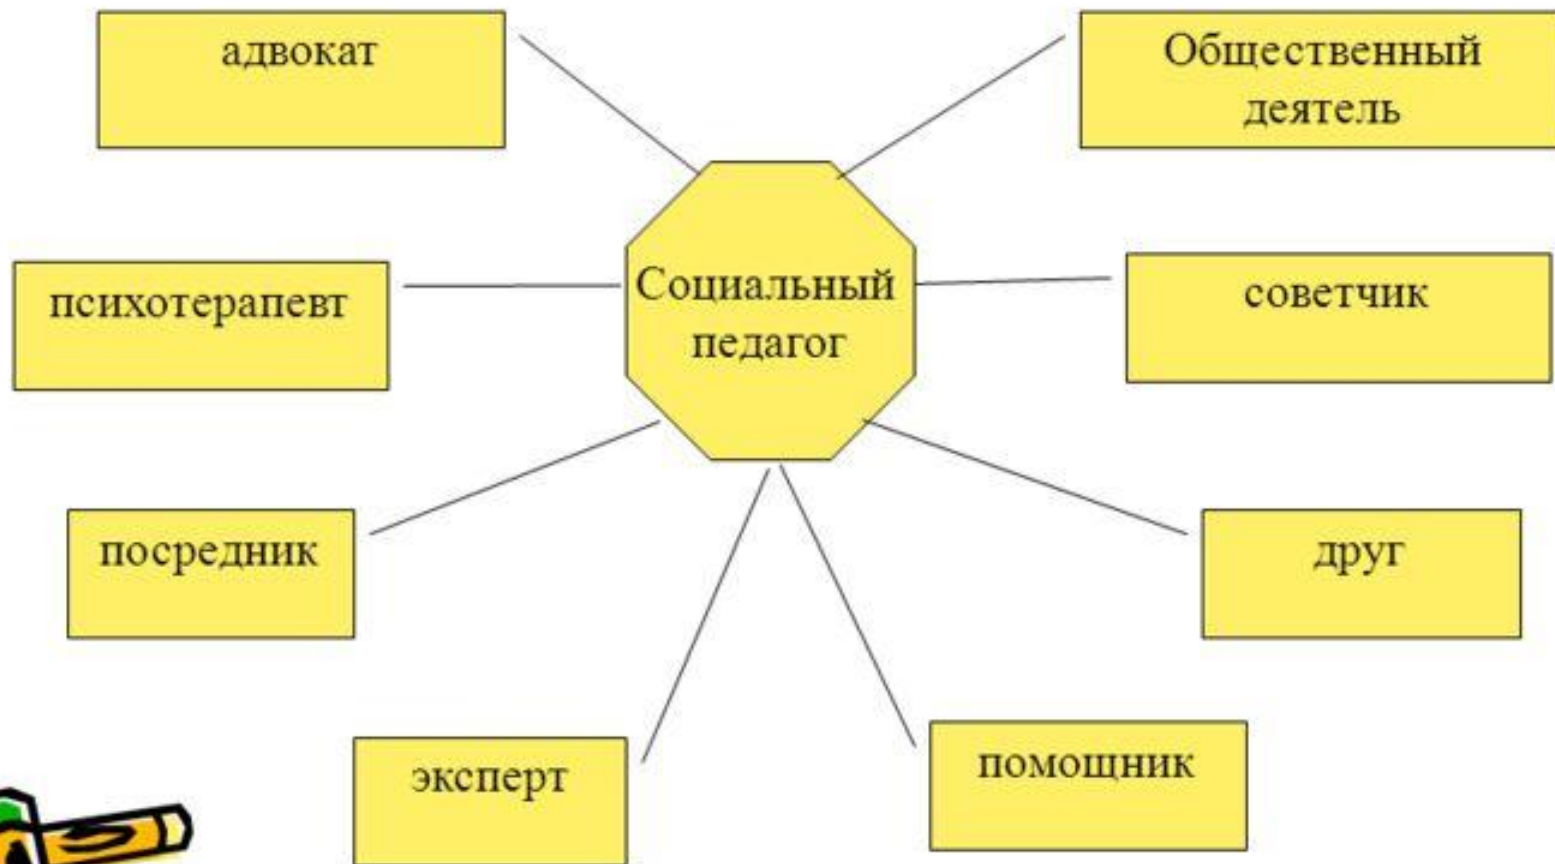 адвокат
Общественный
деятель
психотерапевт
Социальный
педагог
советчик
посредник
друг
эксперт
помощник